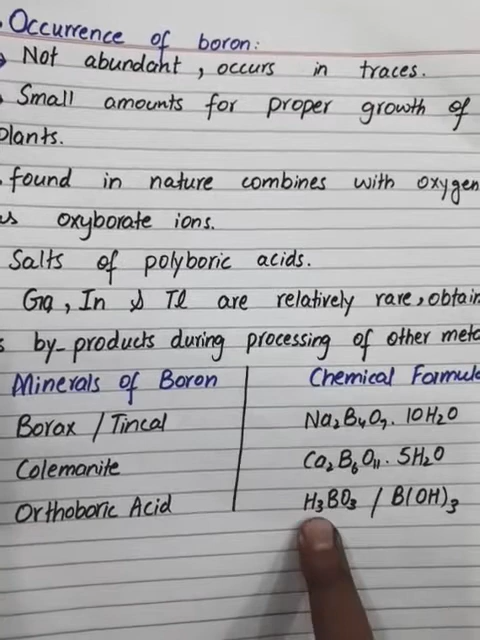 Occurrence of boron:
Not abundant, occurs in traces.
Small amounts for proper growth of
plants.
found in nature combines with oxygen
as oxyborate ions.
Salts of polyboric acids.
Ga, In & Tl are relatively rare, obtain
s by-products during processing of other meta
Minerals of Boron Chemical Formula
Borax / Tincal Na₂B₄O₇. 10H₂O
Colemanite Ca₂B₆O₁₁. 5H₂O
Orthoboric Acid H₃BO₃ / B(OH)₃